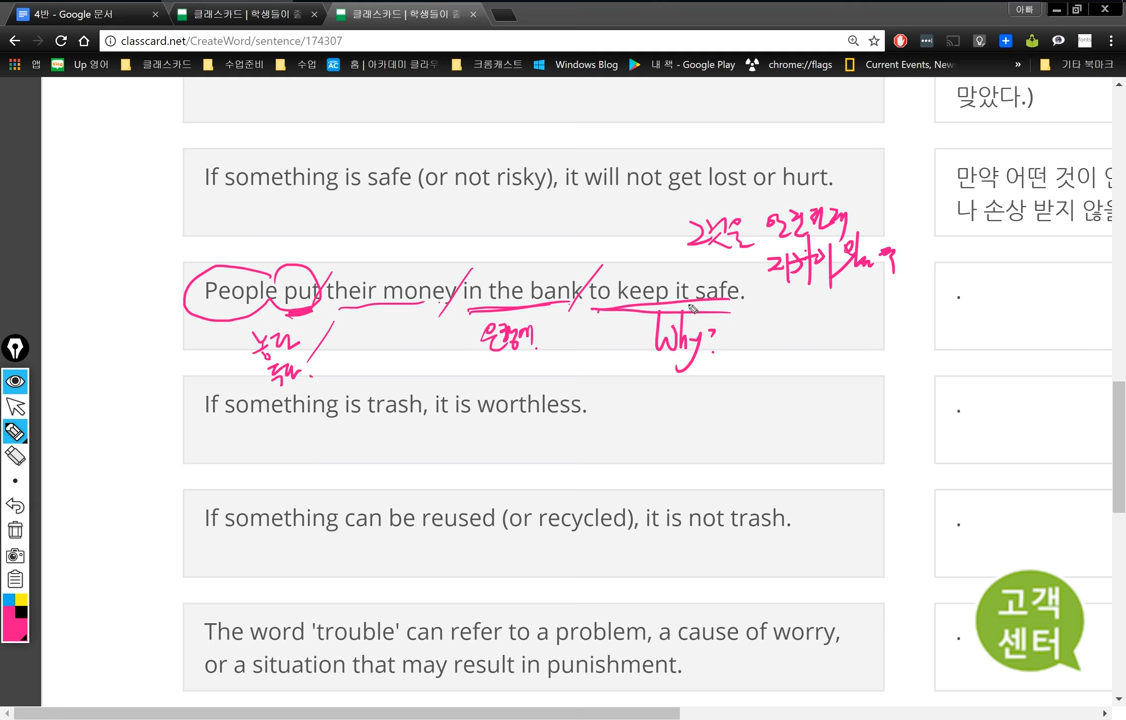 4반 - Google 문서
클래스카드 | 학생들이 좋
클래스카드 | 학생들이 좋
아빠
classcard.net/CreateWord/sentence/174307
앱 Up 영어 클래스카드 수업준비 수업 홈 | 아카데미 클라우 크롬캐스트 Windows Blog 내 책 - Google Play chrome://flags Current Events, New » 기타 북마크
맞았다.)
If something is safe (or not risky), it will not get lost or hurt.
만약 어떤 것이 안
나 손상 받지 않을
그것을 안전하게
People put their money in the bank to keep it safe.
.
놓다 은행에. Why?
두다.
If something is trash, it is worthless.
.
If something can be reused (or recycled), it is not trash.
.
The word 'trouble' can refer to a problem, a cause of worry,
or a situation that may result in punishment.
.
고객
센터